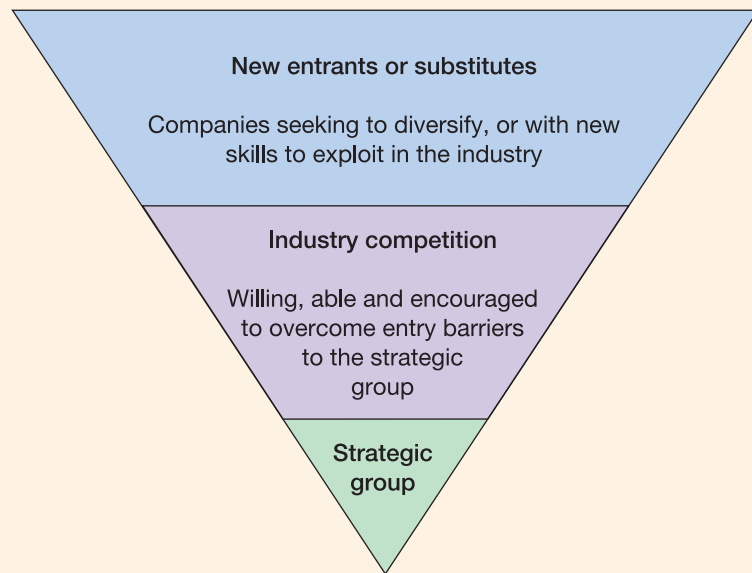 New entrants or substitutes
Companies seeking to diversify, or with new
skills to exploit in the industry
Industry competition
Willing, able and encouraged
to overcome entry barriers
to the strategic
group
Strategic
group